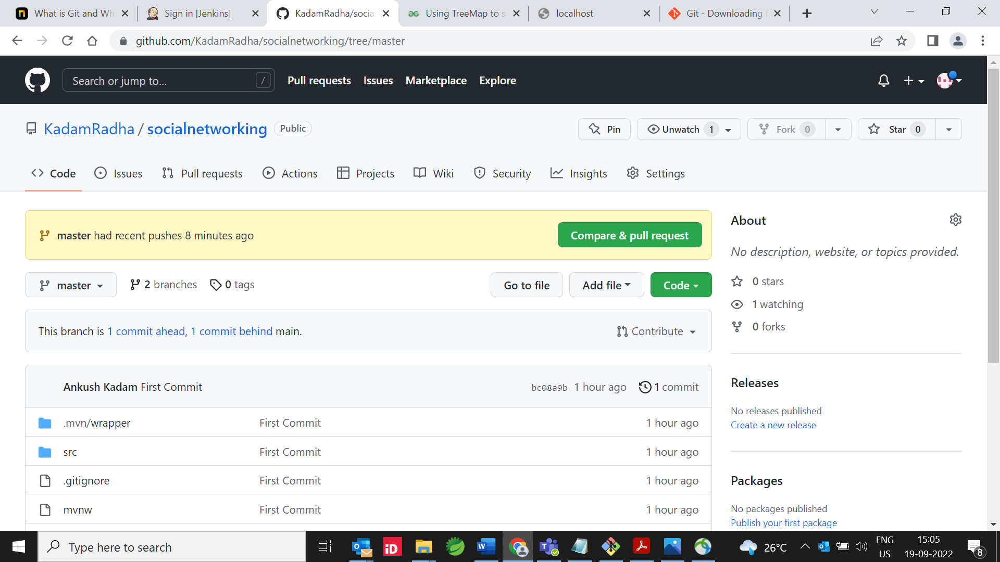 What is Git and Wh
Sign in [Jenkins]
KadamRadha/social
Using TreeMap to s
localhost
Git - Downloading
github.com/KadamRadha/socialnetworking/tree/master
Search or jump to...
/
Pull requests
Issues
Marketplace
Explore
KadamRadha / socialnetworking
Public
Pin
Unwatch 1
Fork 0
Star 0
Code
Issues
Pull requests
Actions
Projects
Wiki
Security
Insights
Settings
master had recent pushes 8 minutes ago
Compare & pull request
master
2 branches
0 tags
Go to file
Add file
Code
This branch is 1 commit ahead, 1 commit behind main.
Contribute
Ankush Kadam First Commit
bc08a9b 1 hour ago
1 commit
.mvn/wrapper First Commit 1 hour ago
src First Commit 1 hour ago
.gitignore First Commit 1 hour ago
mvnw First Commit 1 hour ago
About
No description, website, or topics provided.
0 stars
1 watching
0 forks
Releases
No releases published
Create a new release
Packages
No packages published
Publish your first package
Type here to search
iD
26°C
ENG
US
15:05
19-09-2022
8